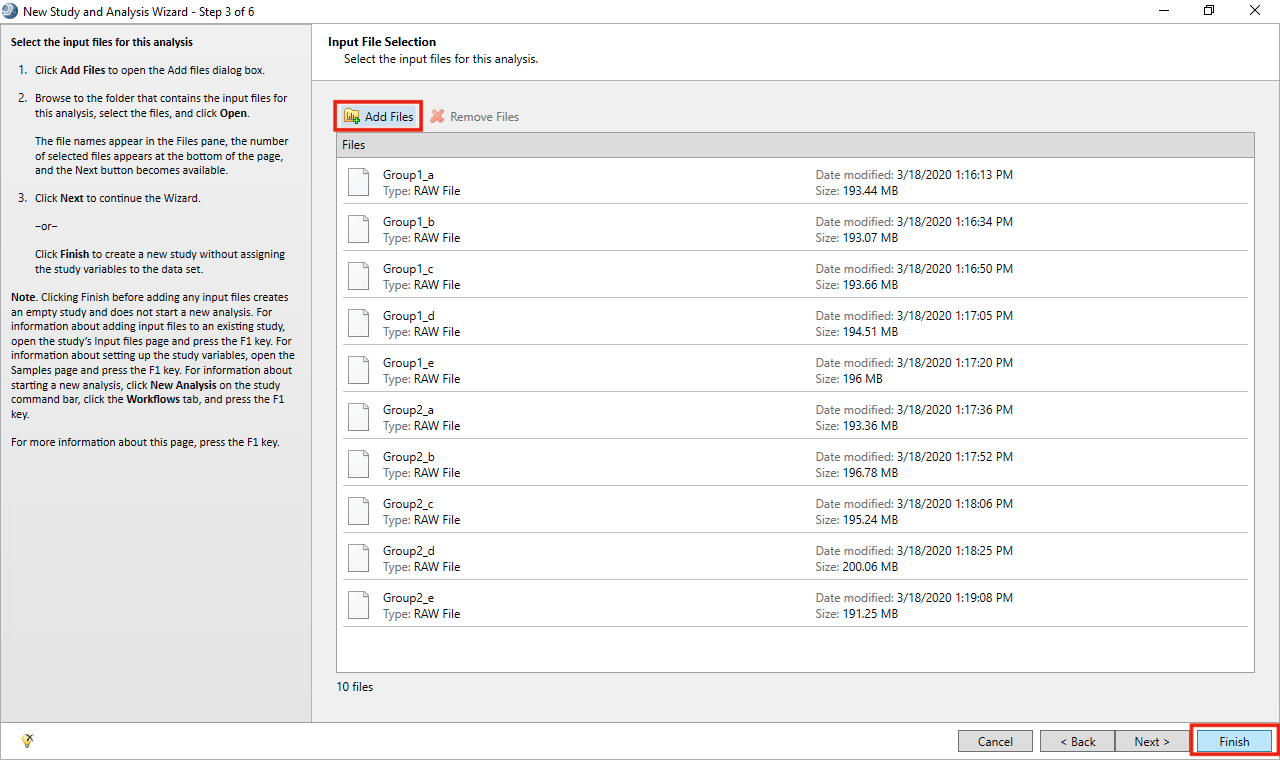 New Study and Analysis Wizard - Step 3 of 6
Select the input files for this analysis
1. Click Add Files to open the Add files dialog box.
2. Browse to the folder that contains the input files for
this analysis, select the files, and click Open.
The file names appear in the Files pane, the number
of selected files appears at the bottom of the page,
and the Next button becomes available.
3. Click Next to continue the Wizard.
–or–
Click Finish to create a new study without assigning
the study variables to the data set.
Note. Clicking Finish before adding any input files creates
an empty study and does not start a new analysis. For
information about adding input files to an existing study,
open the study's Input files page and press the F1 key. For
information about setting up the study variables, open the
Samples page and press the F1 key. For information about
starting a new analysis, click New Analysis on the study
command bar, click the Workflows tab, and press the F1
key.
For more information about this page, press the F1 key.
Input File Selection
Select the input files for this analysis.
Add Files Remove Files
Files
Group1_a Date modified: 3/18/2020 1:16:13 PM
Type: RAW File Size: 193.44 MB
Group1_b Date modified: 3/18/2020 1:16:34 PM
Type: RAW File Size: 193.07 MB
Group1_c Date modified: 3/18/2020 1:16:50 PM
Type: RAW File Size: 193.66 MB
Group1_d Date modified: 3/18/2020 1:17:05 PM
Type: RAW File Size: 194.51 MB
Group1_e Date modified: 3/18/2020 1:17:20 PM
Type: RAW File Size: 196 MB
Group2_a Date modified: 3/18/2020 1:17:36 PM
Type: RAW File Size: 193.36 MB
Group2_b Date modified: 3/18/2020 1:17:52 PM
Type: RAW File Size: 196.78 MB
Group2_c Date modified: 3/18/2020 1:18:06 PM
Type: RAW File Size: 195.24 MB
Group2_d Date modified: 3/18/2020 1:18:25 PM
Type: RAW File Size: 200.06 MB
Group2_e Date modified: 3/18/2020 1:19:08 PM
Type: RAW File Size: 191.25 MB
10 files
Cancel < Back Next > Finish